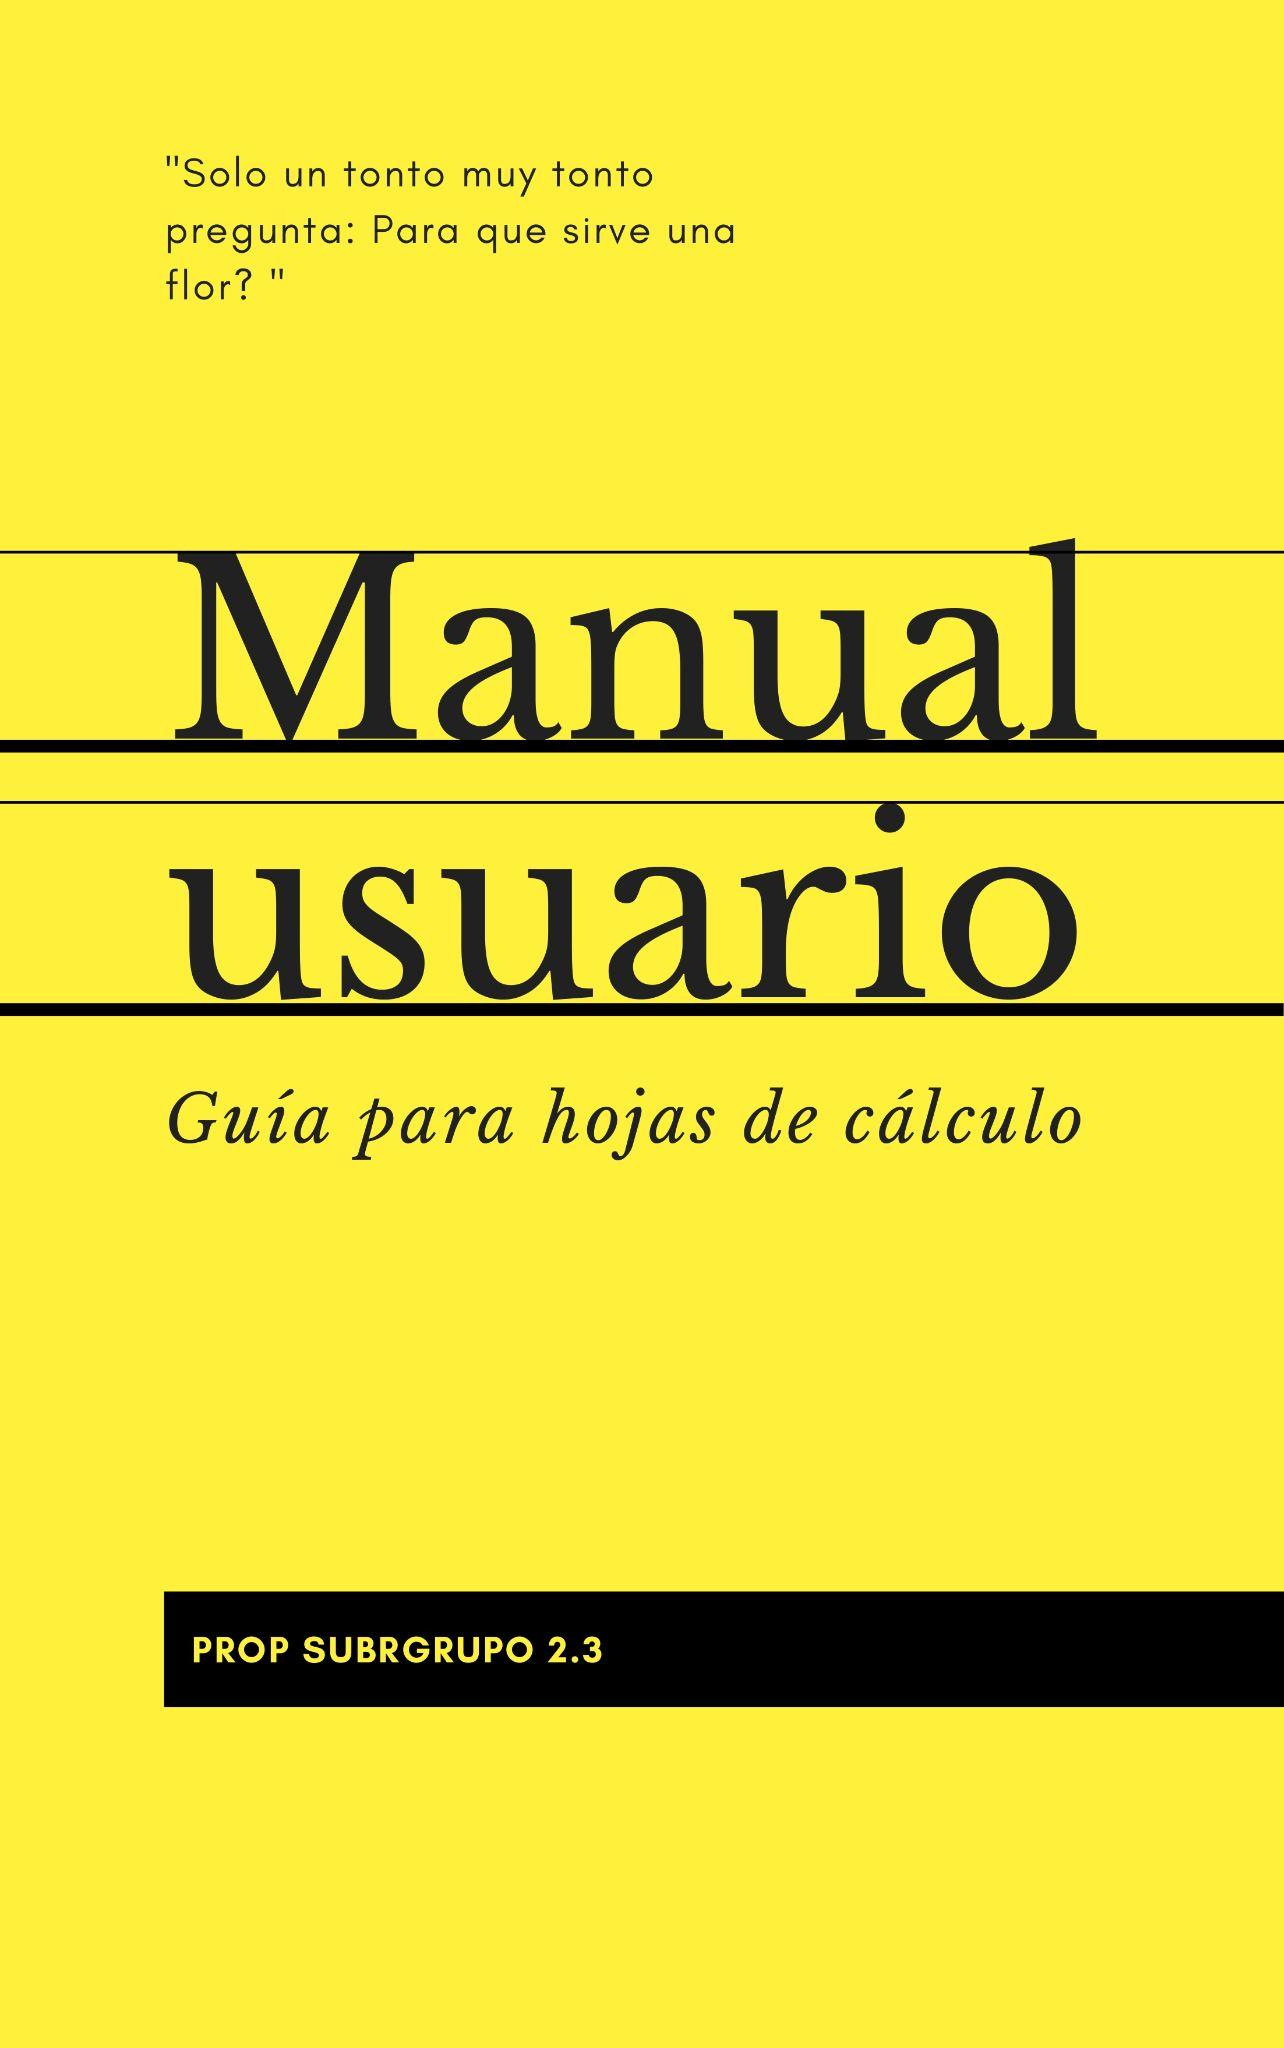 "Solo un tonto muy tonto
pregunta: Para que sirve una
flor? "
Manual
usuario
Guía para hojas de cálculo
PROP SUBRGRUPO 2.3